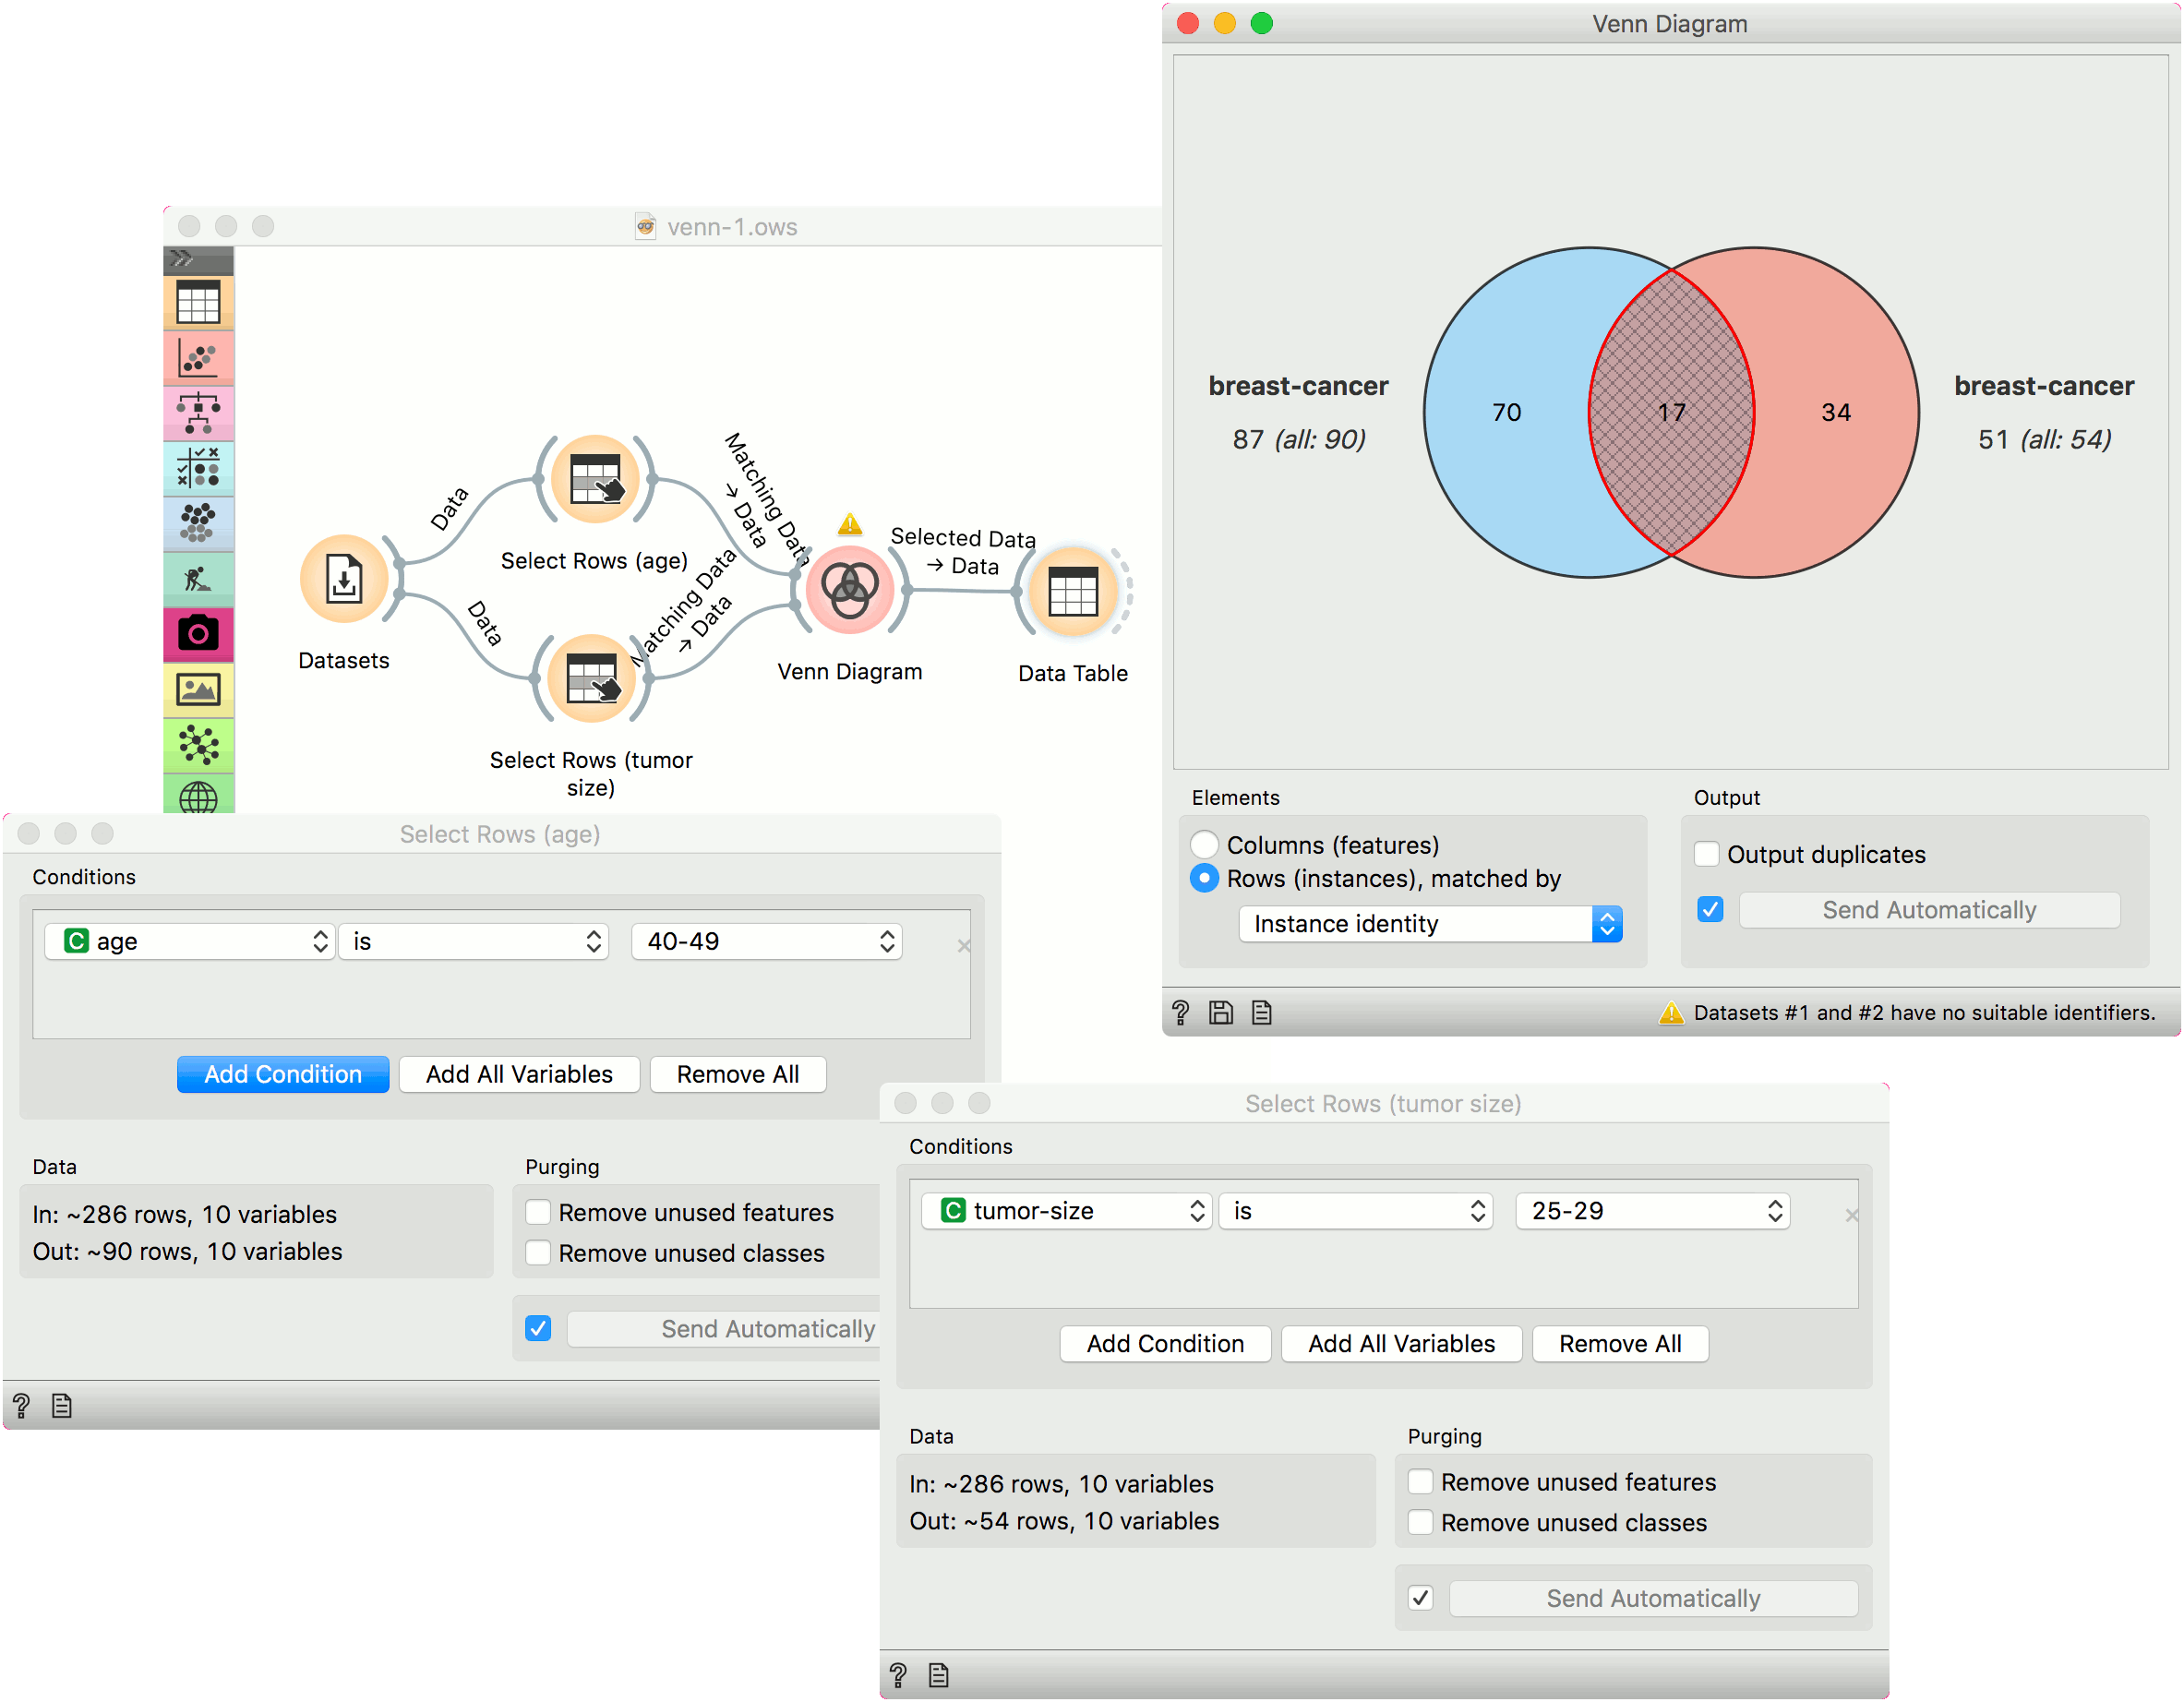 Venn Diagram
breast-cancer
87 (all: 90)
70
17
34
breast-cancer
51 (all: 54)
Elements
Columns (features)
Rows (instances), matched by
Instance identity
Output
Output duplicates
Send Automatically
? Datasets #1 and #2 have no suitable identifiers.
venn-1.ows
Data
Data
Datasets
Select Rows (age)
Select Rows (tumor
size)
Matching Data
→ Data
Matching Data
→ Data
Venn Diagram
Selected Data
→ Data
Data Table
Select Rows (age)
Conditions
C age
is
40-49
×
Add Condition
Add All Variables
Remove All
Data
In: ~286 rows, 10 variables
Out: ~90 rows, 10 variables
Purging
Remove unused features
Remove unused classes
Send Automatically
?
Select Rows (tumor size)
Conditions
C tumor-size
is
25-29
×
Add Condition
Add All Variables
Remove All
Data
In: ~286 rows, 10 variables
Out: ~54 rows, 10 variables
Purging
Remove unused features
Remove unused classes
Send Automatically
?